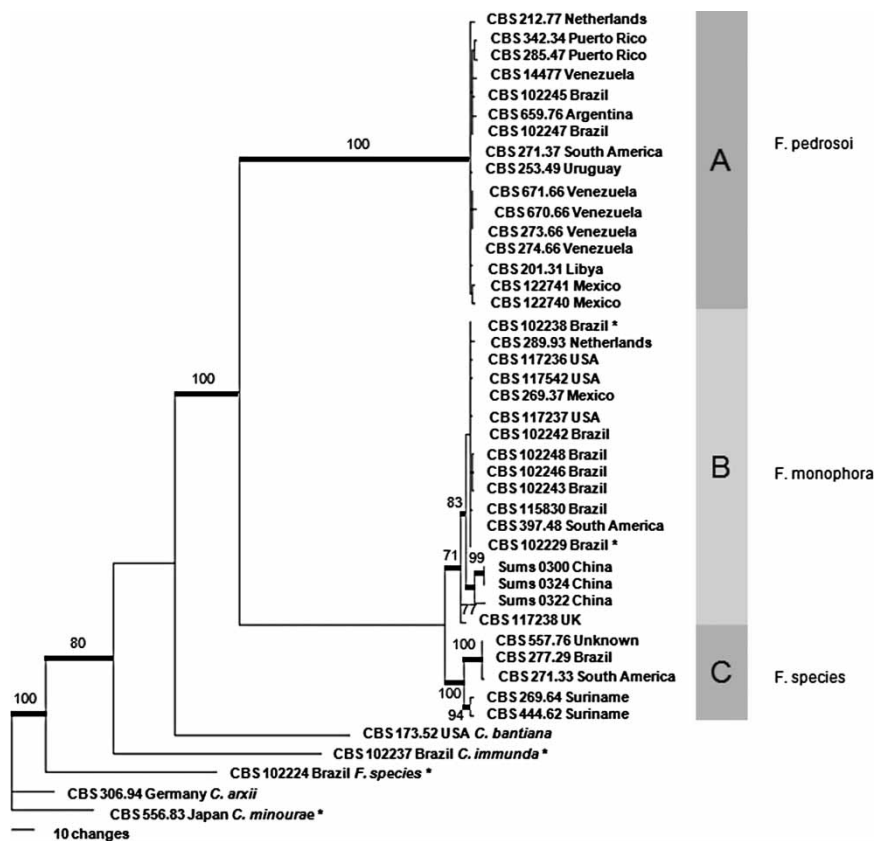 CBS 212.77 Netherlands
CBS 342.34 Puerto Rico
CBS 285.47 Puerto Rico
CBS 14477 Venezuela
CBS 102245 Brazil
CBS 659.76 Argentina
CBS 102247 Brazil
100
CBS 271.37 South America
A
F. pedrosoi
CBS 253.49 Uruguay
CBS 671.66 Venezuela
CBS 670.66 Venezuela
CBS 273.66 Venezuela
CBS 274.66 Venezuela
CBS 201.31 Libya
CBS 122741 Mexico
CBS 122740 Mexico
CBS 102238 Brazil *
CBS 289.93 Netherlands
CBS 117236 USA
100
CBS 117542 USA
CBS 269.37 Mexico
CBS 117237 USA
CBS 102242 Brazil
CBS 102248 Brazil
CBS 102246 Brazil
B
F. monophora
CBS 102243 Brazil
83
CBS 115830 Brazil
CBS 397.48 South America
CBS 102229 Brazil *
71
99
Sums 0300 China
Sums 0324 China
Sums 0322 China
77
CBS 117238 UK
100
CBS 557.76 Unknown
80
CBS 277.29 Brazil
CBS 271.33 South America
C
F. species
100
CBS 269.64 Suriname
94
CBS 444.62 Suriname
100
CBS 173.52 USA C. bantiana
CBS 102237 Brazil C. immunda *
CBS 102224 Brazil F. species *
CBS 306.94 Germany C. arxii
CBS 556.83 Japan C. minourae *
10 changes